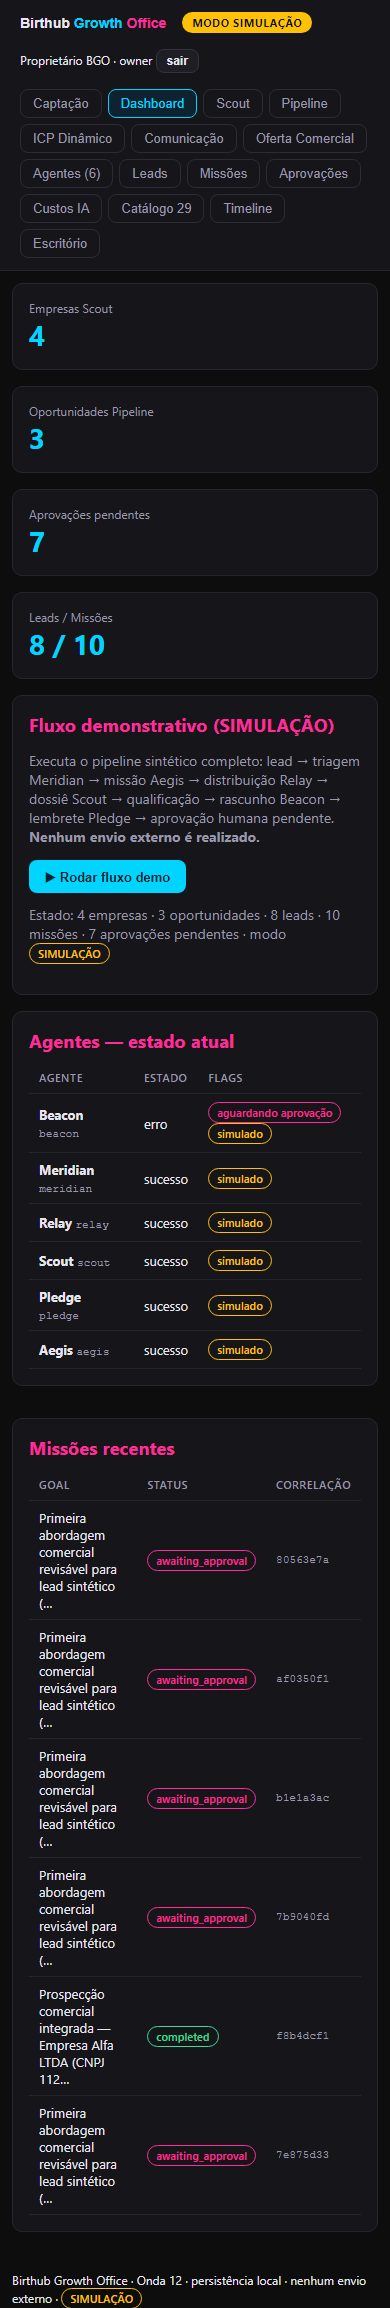 Birthub Growth Office MODO SIMULAÇÃO
Proprietário BGO · owner sair
Captação Dashboard Scout Pipeline
ICP Dinâmico Comunicação Oferta Comercial
Agentes (6) Leads Missões Aprovações
Custos IA Catálogo 29 Timeline
Escritório
Empresas Scout
4
Oportunidades Pipeline
3
Aprovações pendentes
7
Leads / Missões
8 / 10
Fluxo demonstrativo (SIMULAÇÃO)
Executa o pipeline sintético completo: lead → triagem
Meridian → missão Aegis → distribuição Relay →
dossiê Scout → qualificação → rascunho Beacon →
lembrete Pledge → aprovação humana pendente.
Nenhum envio externo é realizado.
▶ Rodar fluxo demo
Estado: 4 empresas · 3 oportunidades · 8 leads · 10
missões · 7 aprovações pendentes · modo
SIMULAÇÃO
Agentes — estado atual
AGENTE ESTADO FLAGS
Beacon beacon erro aguardando aprovação simulado
Meridian meridian sucesso simulado
Relay relay sucesso simulado
Scout scout sucesso simulado
Pledge pledge sucesso simulado
Aegis aegis sucesso simulado
Missões recentes
GOAL STATUS CORRELAÇÃO
Primeira
abordagem
comercial
revisável para
lead sintético
(...
awaiting_approval 80563e7a
Primeira
abordagem
comercial
revisável para
lead sintético
(...
awaiting_approval af0350f1
Primeira
abordagem
comercial
revisável para
lead sintético
(...
awaiting_approval b1e1a3ac
Primeira
abordagem
comercial
revisável para
lead sintético
(...
awaiting_approval 7b9040fd
Prospecção
comercial
integrada —
Empresa Alfa
LTDA (CNPJ
112...
completed f8b4dcf1
Primeira
abordagem
comercial
revisável para
lead sintético
(...
awaiting_approval 7e875d33
Birthub Growth Office · Onda 12 · persistência local · nenhum envio
externo · SIMULAÇÃO